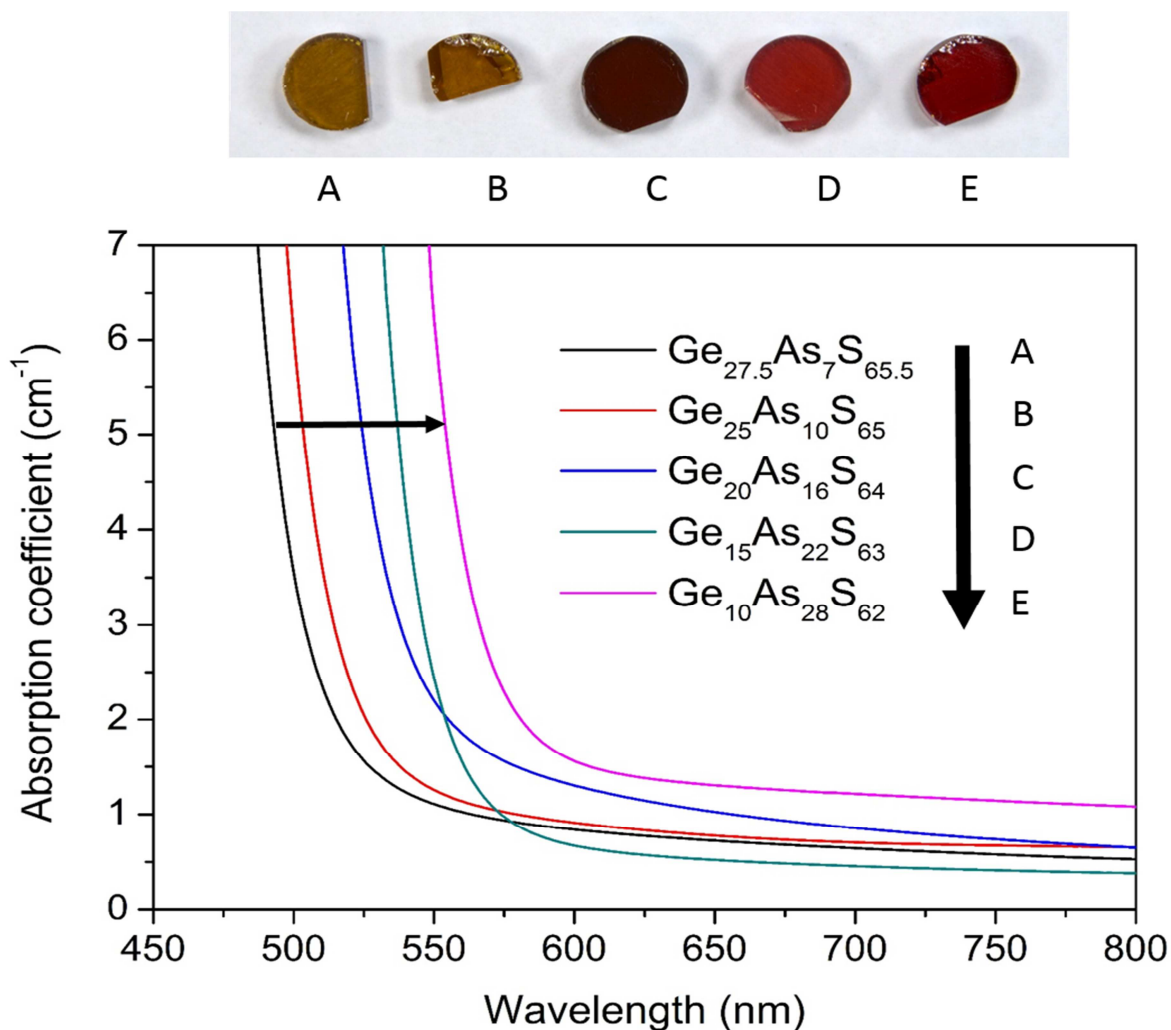 A B C D E
7
6
5
4
3
2
1
0
Absorption coefficient (cm⁻¹)
Ge₂₇.₅As₇S₆₅.₅ A
Ge₂₅As₁₀S₆₅ B
Ge₂₀As₁₆S₆₄ C
Ge₁₅As₂₂S₆₃ D
Ge₁₀As₂₈S₆₂ E
450 500 550 600 650 700 750 800
Wavelength (nm)